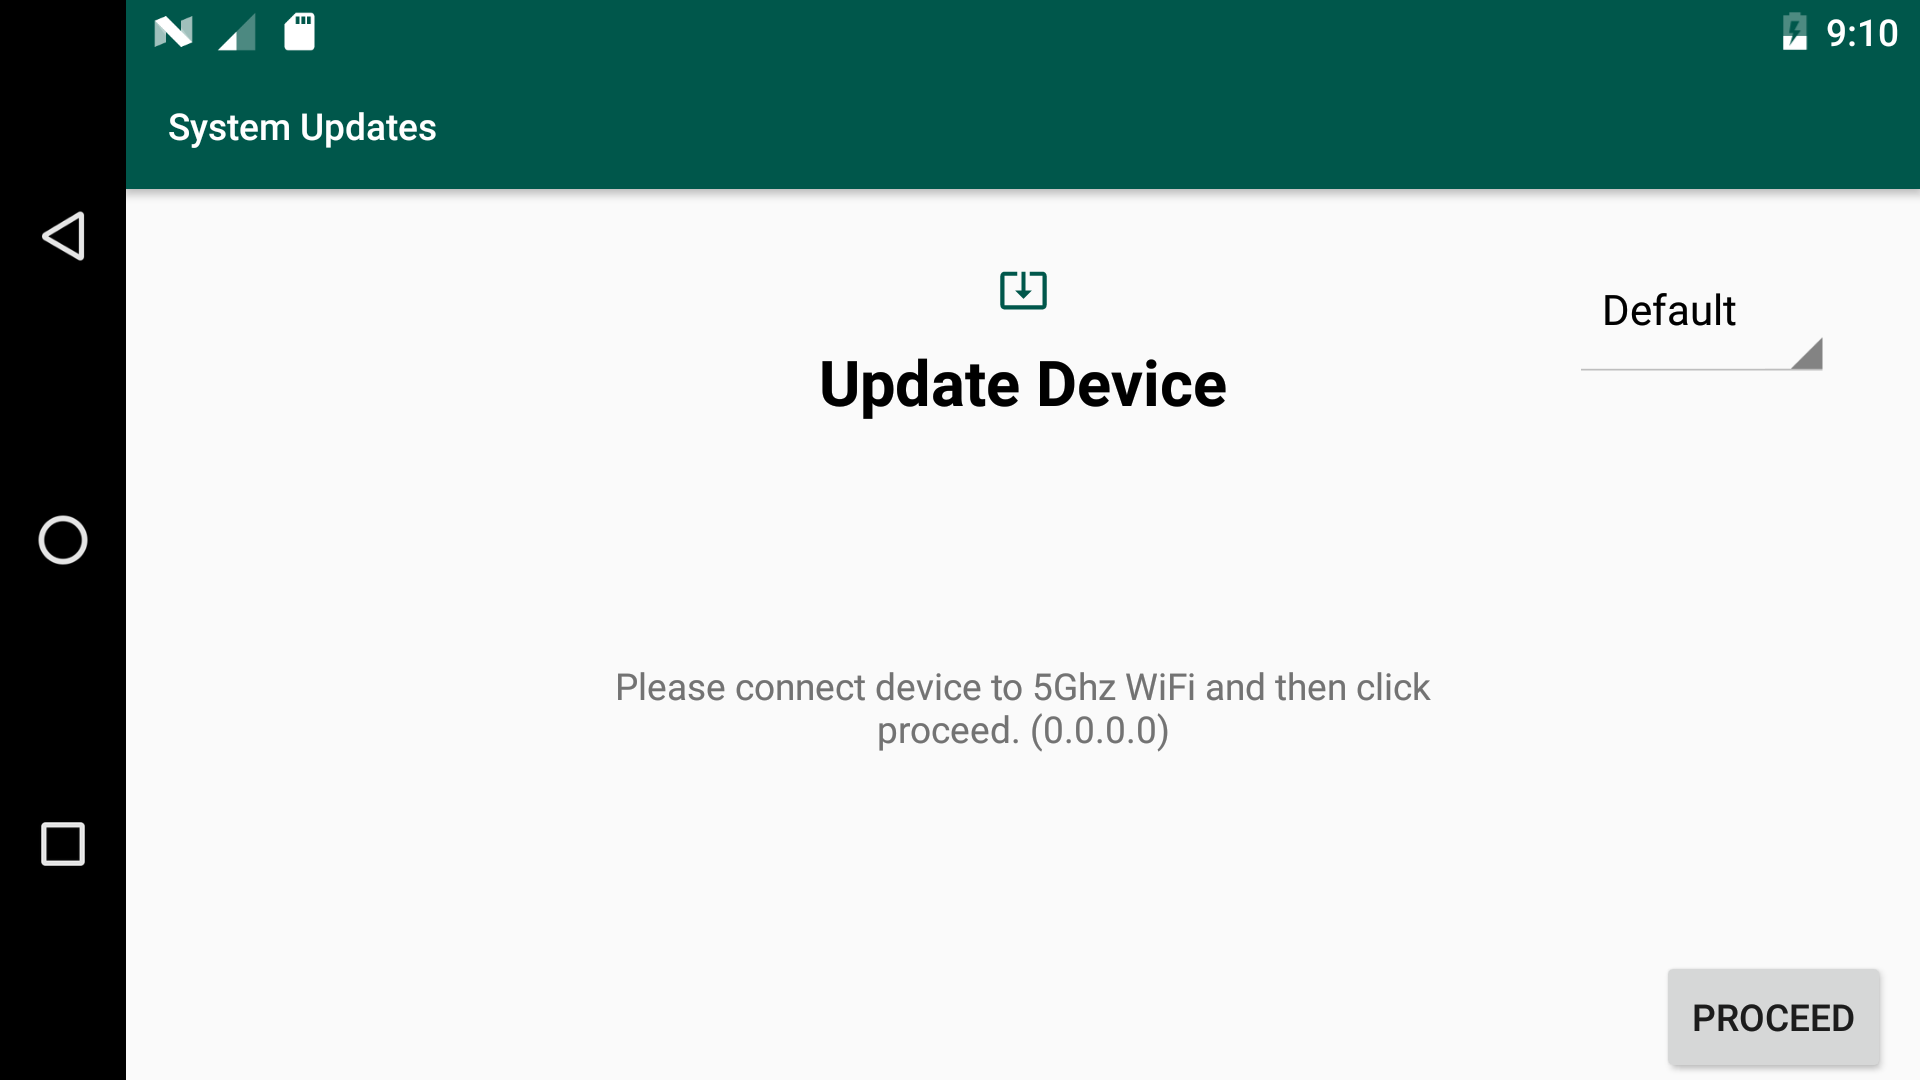 9:10
System Updates
Default
Update Device
Please connect device to 5Ghz WiFi and then click
proceed. (0.0.0.0)
PROCEED